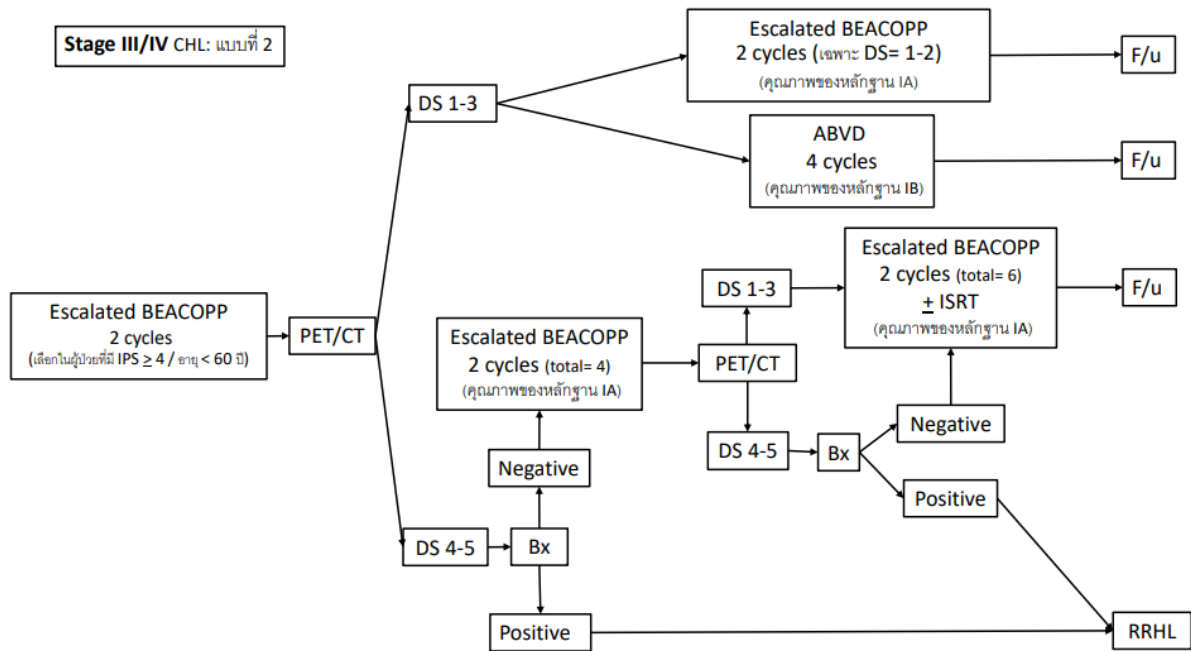 Stage III/IV CHL: แบบที่ 2
Escalated BEACOPP
2 cycles
(เลือกในผู้ป่วยที่มี IPS ≥ 4 / อายุ < 60 ปี)
PET/CT
DS 1-3
Escalated BEACOPP
2 cycles (เฉพาะ DS= 1-2)
(คุณภาพของหลักฐาน IA)
F/u
ABVD
4 cycles
(คุณภาพของหลักฐาน IB)
F/u
DS 4-5
Bx
Negative
Escalated BEACOPP
2 cycles (total= 4)
(คุณภาพของหลักฐาน IA)
PET/CT
DS 1-3
Escalated BEACOPP
2 cycles (total= 6)
± ISRT
(คุณภาพของหลักฐาน IA)
F/u
DS 4-5
Bx
Negative
Positive
Positive
RRHL